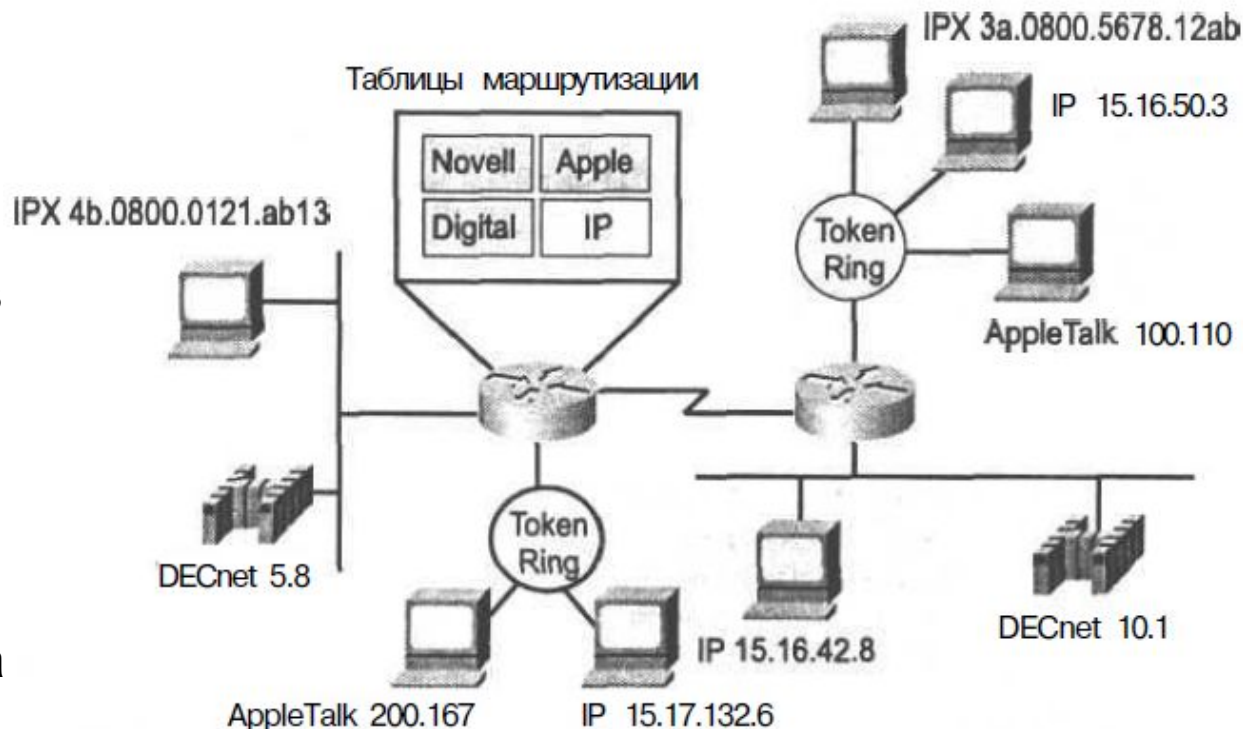 IPX 3a.0800.5678.12ab
Таблицы маршрутизации
IP 15.16.50.3
Novell
Apple
IPX 4b.0800.0121.ab13
Digital
IP
Token
Ring
AppleTalk 100.110
Token
Ring
DECnet 5.8
DECnet 10.1
IP 15.16.42.8
AppleTalk 200.167
IP 15.17.132.6